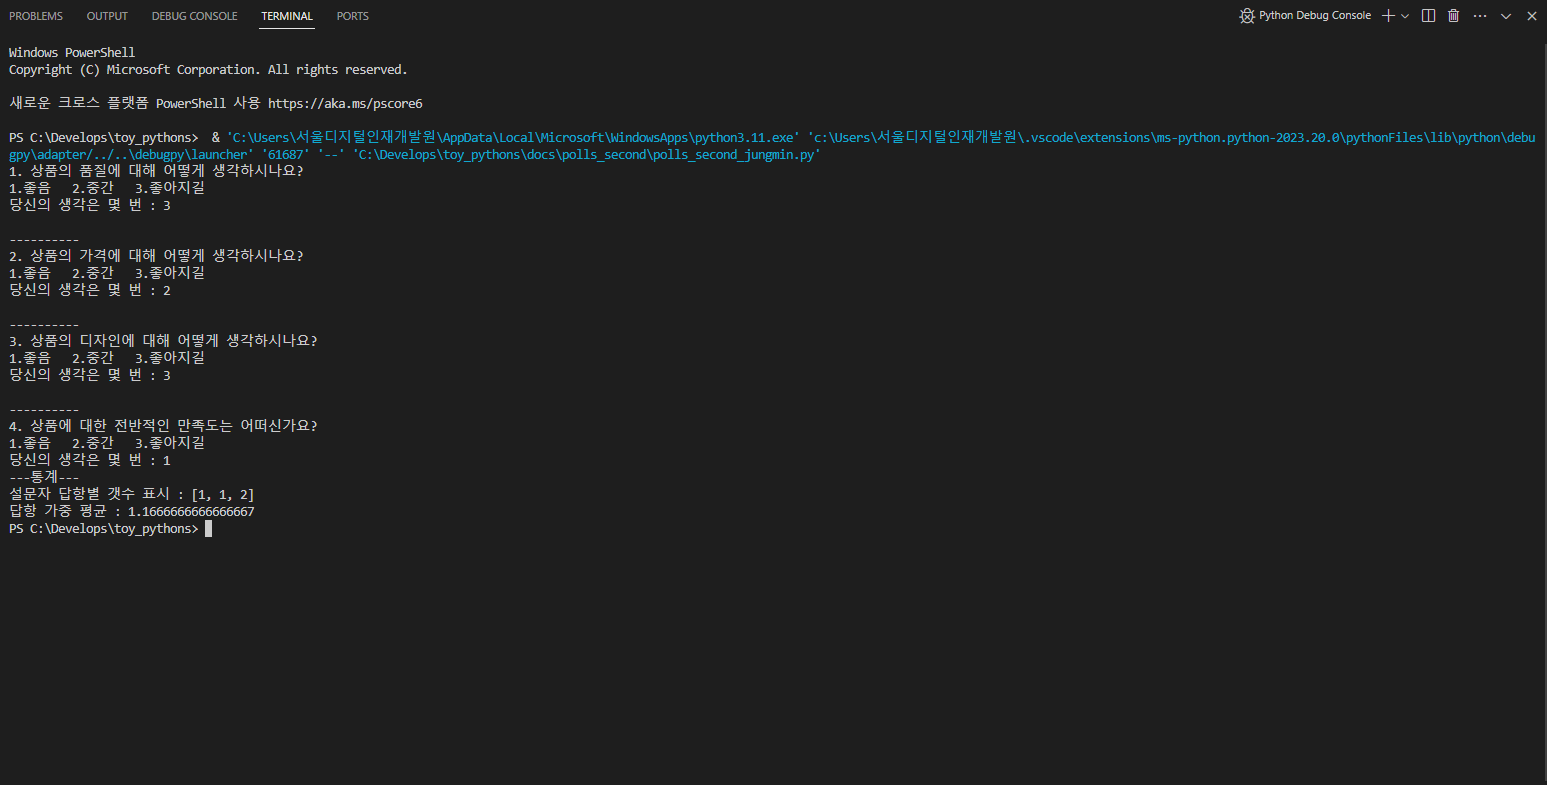 PROBLEMS OUTPUT DEBUG CONSOLE TERMINAL PORTS Python Debug Console
Windows PowerShell
Copyright (C) Microsoft Corporation. All rights reserved.
새로운 크로스 플랫폼 PowerShell 사용 https://aka.ms/pscore6
PS C:\Develops\toy_pythons>  & 'C:\Users\서울디지털인재개발원\AppData\Local\Microsoft\WindowsApps\python3.11.exe' 'c:\Users\서울디지털인재개발원\.vscode\extensions\ms-python.python-2023.20.0\pythonFiles\lib\python\debu
gpy\adapter/../..\debugpy\launcher' '61687' '--' 'C:\Develops\toy_pythons\docs\polls_second\polls_second_jungmin.py'
1. 상품의 품질에 대해 어떻게 생각하시나요?
1.좋음   2.중간   3.좋아지길
당신의 생각은 몇 번 : 3
----------
2. 상품의 가격에 대해 어떻게 생각하시나요?
1.좋음   2.중간   3.좋아지길
당신의 생각은 몇 번 : 2
----------
3. 상품의 디자인에 대해 어떻게 생각하시나요?
1.좋음   2.중간   3.좋아지길
당신의 생각은 몇 번 : 3
----------
4. 상품에 대한 전반적인 만족도는 어떠신가요?
1.좋음   2.중간   3.좋아지길
당신의 생각은 몇 번 : 1
---통계---
설문자 답항별 갯수 표시 : [1, 1, 2]
답항 가중 평균 : 1.1666666666666667
PS C:\Develops\toy_pythons>